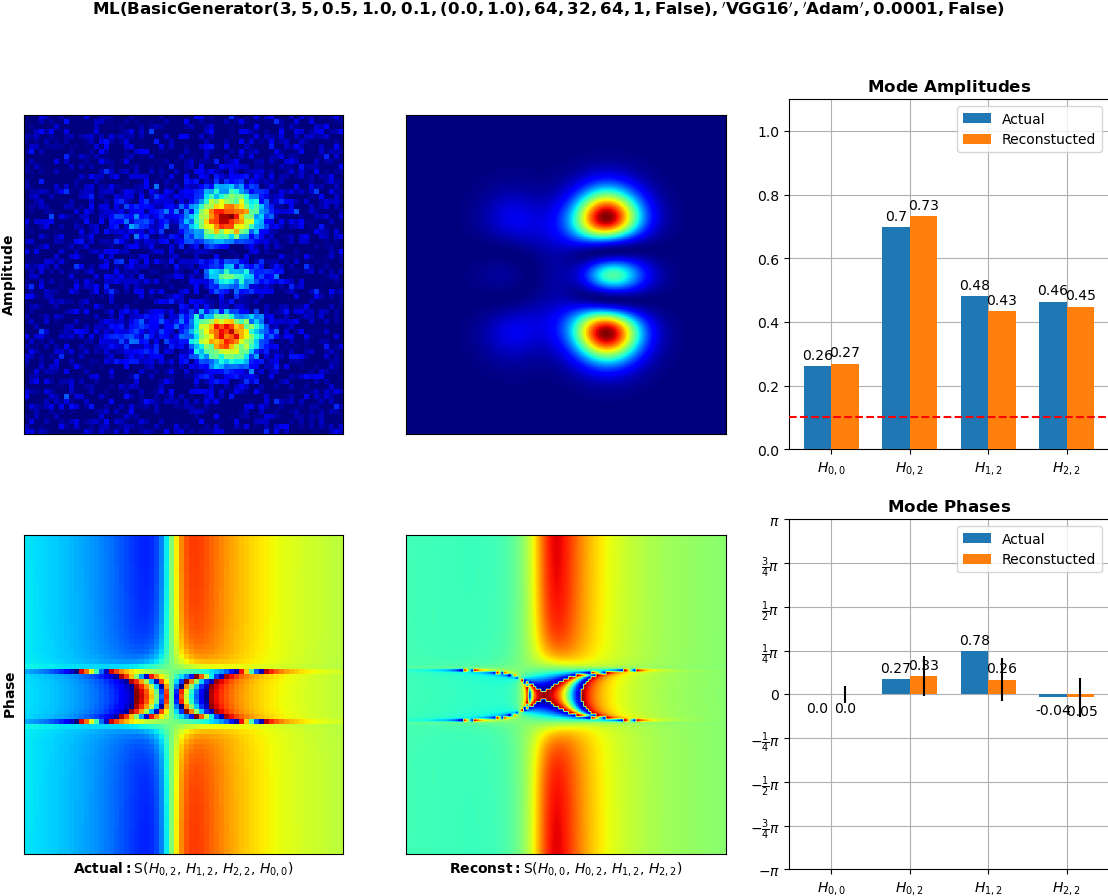 ML(BasicGenerator(3, 5, 0.5, 1.0, 0.1, (0.0, 1.0), 64, 32, 64, 1, False), ′VGG16′, ′Adam′, 0.0001, False)
Amplitude
Mode Amplitudes
Actual
Reconstucted
1.0
0.8
0.6
0.4
0.2
0.0
0.26
0.27
0.7
0.73
0.48
0.43
0.46
0.45
H0,0
H0,2
H1,2
H2,2
Phase
Actual: S(H0,2, H1,2, H2,2, H0,0)
Reconst: S(H0,0, H0,2, H1,2, H2,2)
Mode Phases
Actual
Reconstucted
π
3/4π
1/2π
1/4π
0
−1/4π
−1/2π
−3/4π
−π
0.0
0.0
0.27
0.33
0.78
0.26
-0.04
0.05
H0,0
H0,2
H1,2
H2,2